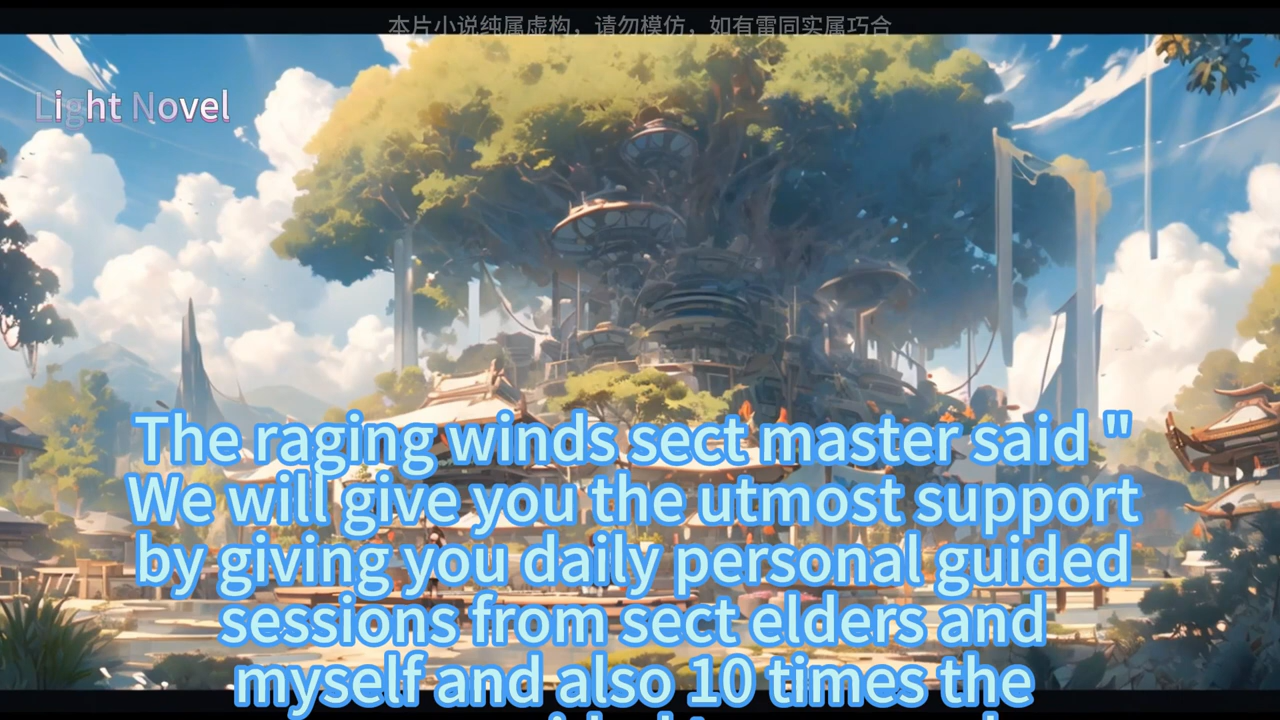 本片小说纯属虚构，请勿模仿，如有雷同实属巧合
Light Novel
The raging winds sect master said "
We will give you the utmost support
by giving you daily personal guided
sessions from sect elders and
myself and also 10 times the